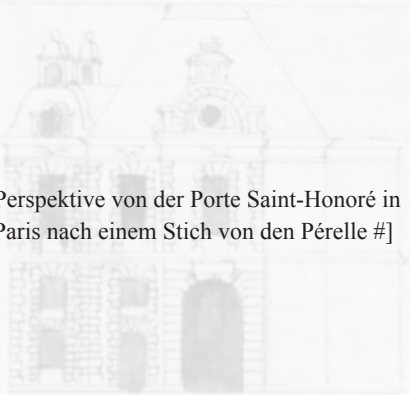 Perspektive von der Porte Saint-Honoré in
Paris nach einem Stich von den Pérelle #]